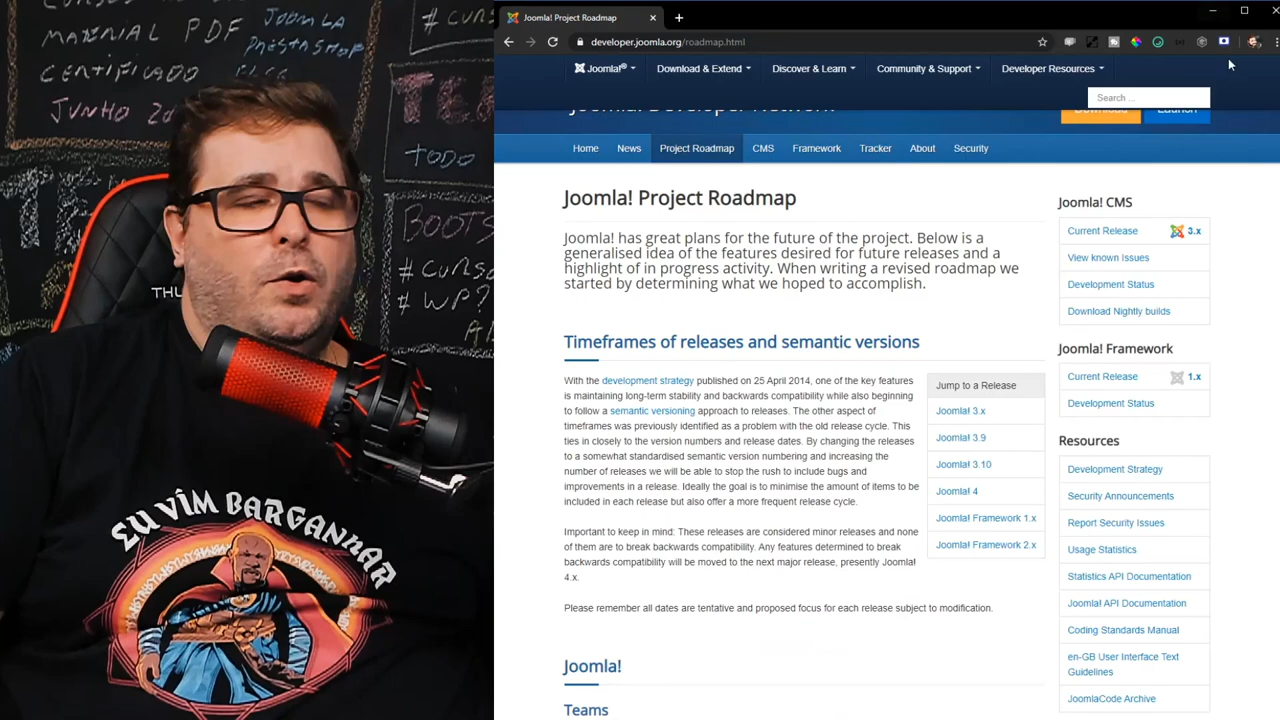 # CURS
JOOMLA
MATERIAL PDF
PRESTASHOP
CERTIFICADO
JUNHO
TODO
BOOTS
# CURSO
# WP?
TH
EU VIM BARGANHAR
Joomla! Project Roadmap
developer.joomla.org/roadmap.html
Joomla!® Download & Extend Discover & Learn Community & Support Developer Resources
Search ...
Joomla! Developer Network
Download Launch
Home News Project Roadmap CMS Framework Tracker About Security
Joomla! Project Roadmap
Joomla! has great plans for the future of the project. Below is a
generalised idea of the features desired for future releases and a
highlight of in progress activity. When writing a revised roadmap we
started by determining what we hoped to accomplish.
Timeframes of releases and semantic versions
With the development strategy published on 25 April 2014, one of the key features
is maintaining long-term stability and backwards compatibility while also beginning
to follow a semantic versioning approach to releases. The other aspect of
timeframes was previously identified as a problem with the old release cycle. This
ties in closely to the version numbers and release dates. By changing the releases
to a somewhat standardised semantic version numbering and increasing the
number of releases we will be able to stop the rush to include bugs and
improvements in a release. Ideally the goal is to minimise the amount of items to be
included in each release but also offer a more frequent release cycle.
Important to keep in mind: These releases are considered minor releases and none
of them are to break backwards compatibility. Any features determined to break
backwards compatibility will be moved to the next major release, presently Joomla!
4.x.
Please remember all dates are tentative and proposed focus for each release subject to modification.
Joomla!
Teams
Jump to a Release
Joomla! 3.x
Joomla! 3.9
Joomla! 3.10
Joomla! 4
Joomla! Framework 1.x
Joomla! Framework 2.x
Joomla! CMS
Current Release 3.x
View known Issues
Development Status
Download Nightly builds
Joomla! Framework
Current Release 1.x
Development Status
Resources
Development Strategy
Security Announcements
Report Security Issues
Usage Statistics
Statistics API Documentation
Joomla! API Documentation
Coding Standards Manual
en-GB User Interface Text
Guidelines
JoomlaCode Archive